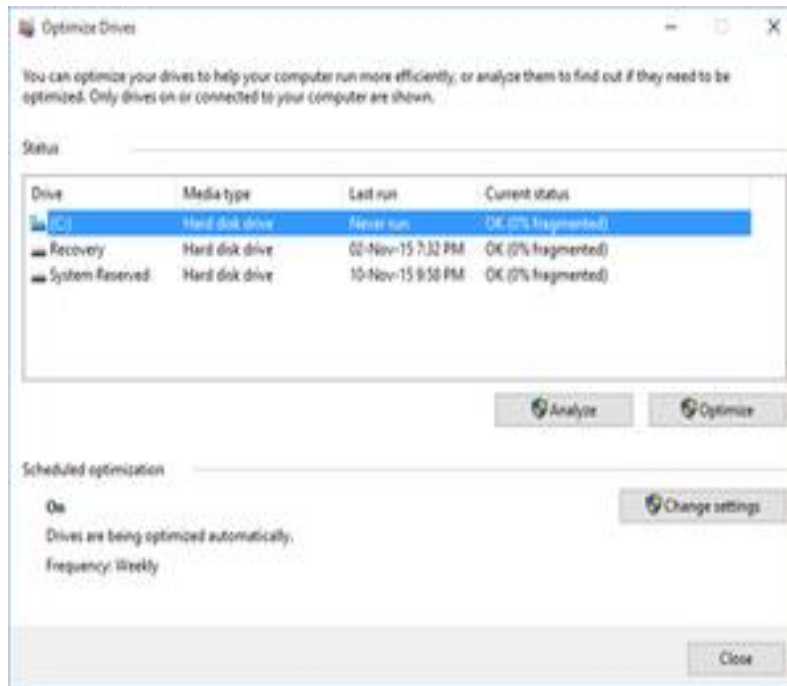 Optimize Drives
You can optimize your drives to help your computer run more efficiently, or analyze them to find out if they need to be
optimized. Only drives on or connected to your computer are shown.
Status
Drive Media type Last run Current status
(C:) Hard disk drive Never run OK (0% fragmented)
Recovery Hard disk drive 02-Nov-15 7:32 PM OK (0% fragmented)
System Reserved Hard disk drive 10-Nov-15 9:58 PM OK (0% fragmented)
Analyze Optimize
Scheduled optimization
On Change settings
Drives are being optimized automatically.
Frequency: Weekly
Close